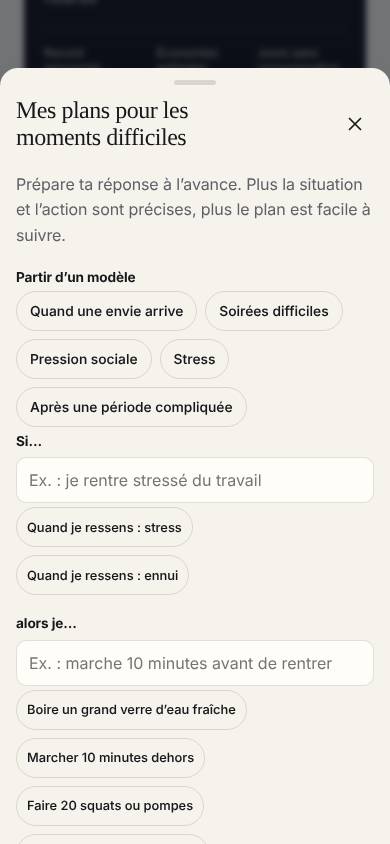 Mes plans pour les
moments difficiles
Prépare ta réponse à l’avance. Plus la situation
et l’action sont précises, plus le plan est facile à
suivre.
Partir d’un modèle
Quand une envie arrive
Soirées difficiles
Pression sociale
Stress
Après une période compliquée
Si…
Ex. : je rentre stressé du travail
Quand je ressens : stress
Quand je ressens : ennui
alors je…
Ex. : marche 10 minutes avant de rentrer
Boire un grand verre d’eau fraîche
Marcher 10 minutes dehors
Faire 20 squats ou pompes